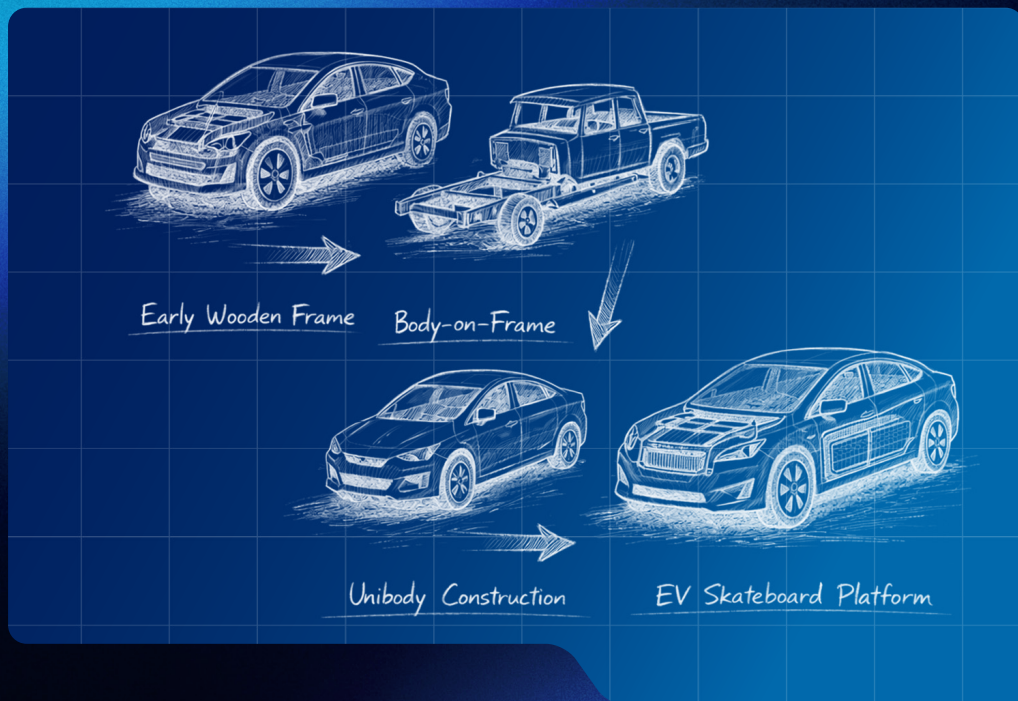 Early Wooden Frame
Body-on-Frame
Unibody Construction
EV Skateboard Platform